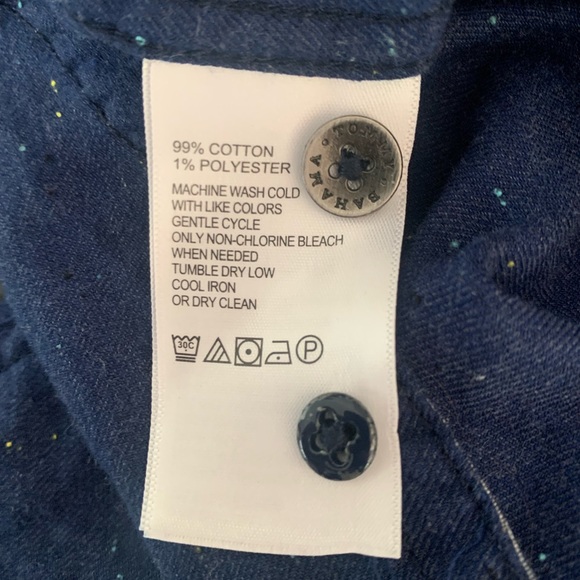 99% COTTON
1% POLYESTER
MACHINE WASH COLD
WITH LIKE COLORS
GENTLE CYCLE
ONLY NON-CHLORINE BLEACH
WHEN NEEDED
TUMBLE DRY LOW
COOL IRON
OR DRY CLEAN
30C
P
TOMMY BAHAMA